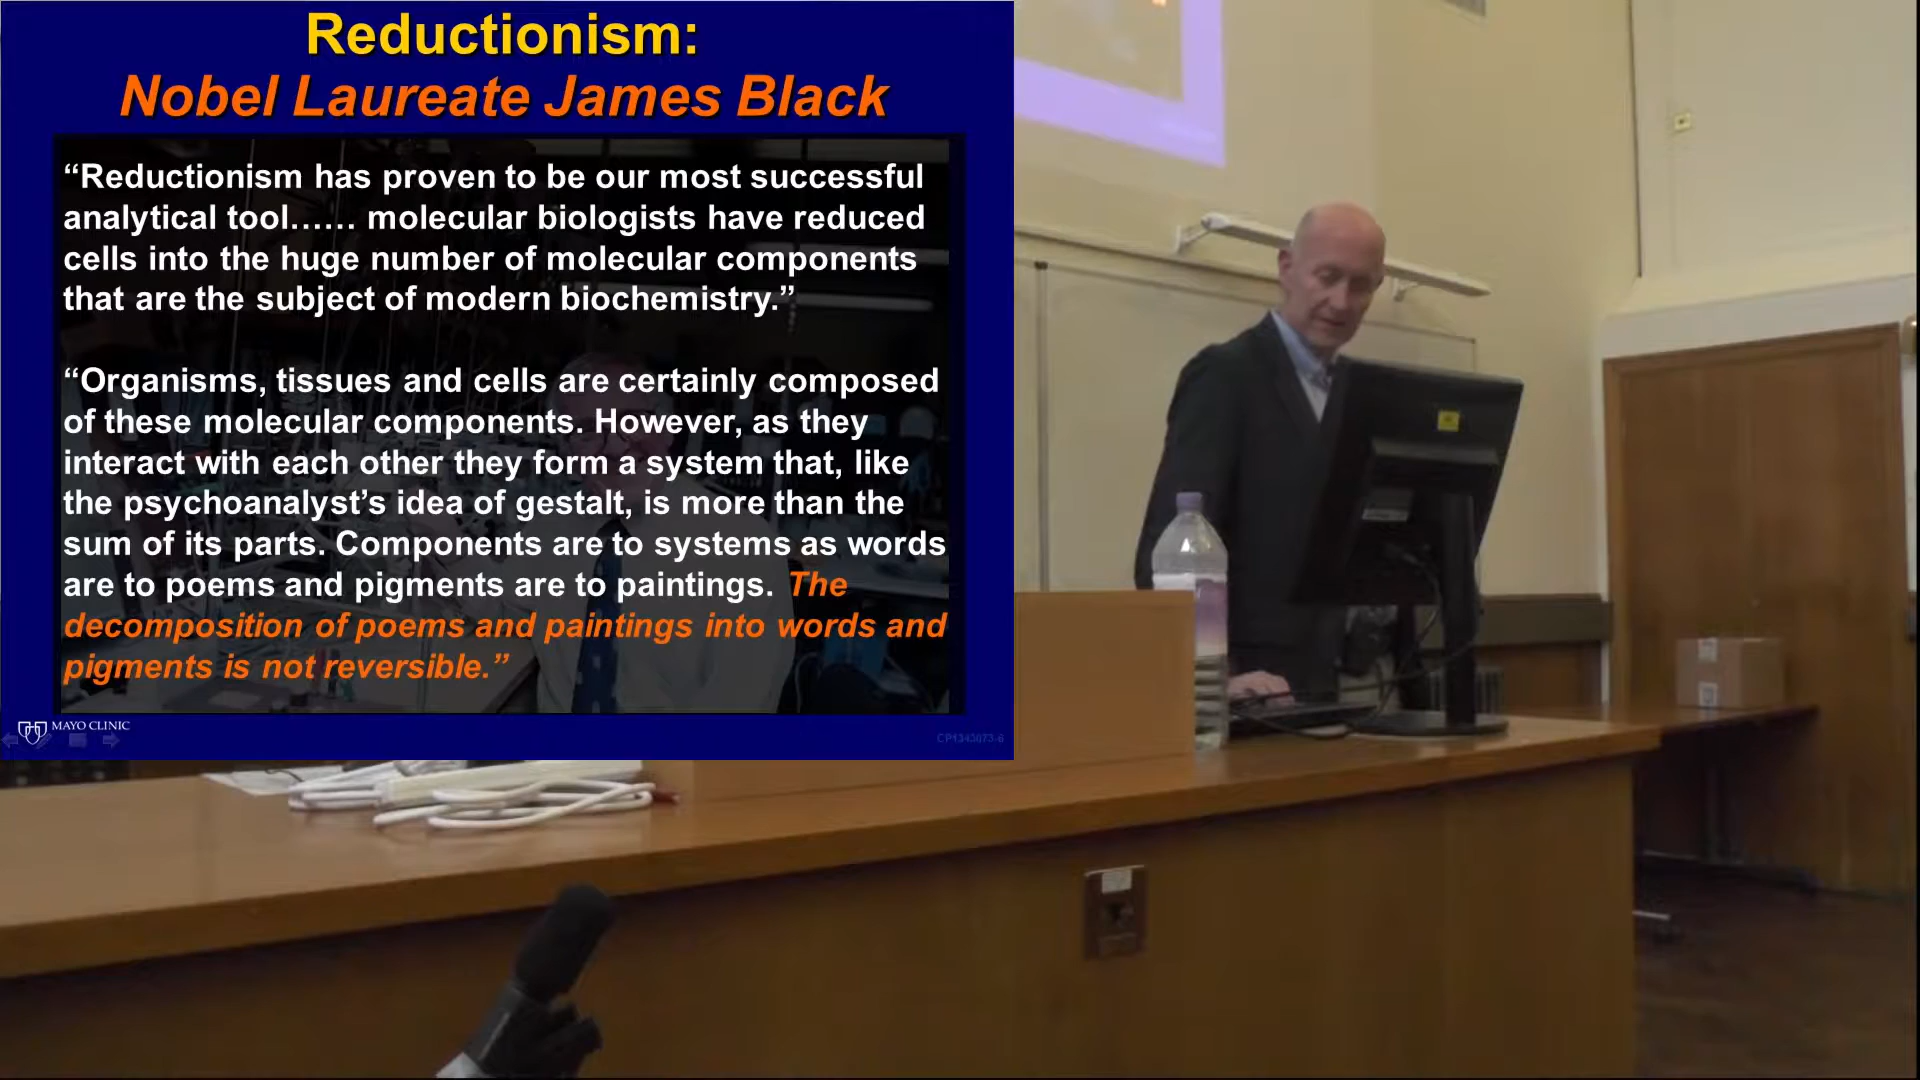 Reductionism:
Nobel Laureate James Black
“Reductionism has proven to be our most successful
analytical tool…… molecular biologists have reduced
cells into the huge number of molecular components
that are the subject of modern biochemistry.”
“Organisms, tissues and cells are certainly composed
of these molecular components. However, as they
interact with each other they form a system that, like
the psychoanalyst’s idea of gestalt, is more than the
sum of its parts. Components are to systems as words
are to poems and pigments are to paintings. The
decomposition of poems and paintings into words and
pigments is not reversible.”
MAYO CLINIC
CP1343073-6